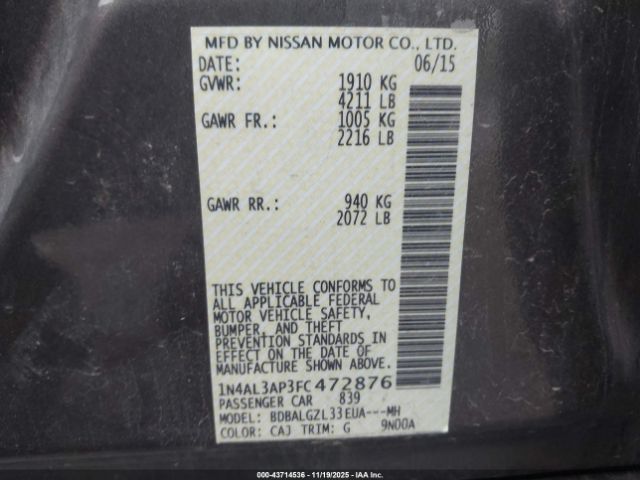 MFD BY NISSAN MOTOR CO., LTD.
DATE: 06/15
GVWR: 1910 KG
4211 LB
GAWR FR.: 1005 KG
2216 LB
GAWR RR.: 940 KG
2072 LB
THIS VEHICLE CONFORMS TO
ALL APPLICABLE FEDERAL
MOTOR VEHICLE SAFETY,
BUMPER, AND THEFT
PREVENTION STANDARDS IN
EFFECT ON THE DATE OF
MANUFACTURE SHOWN ABOVE.
1N4AL3AP3FC472876
PASSENGER CAR 839
MODEL: BDBALGZL33EUA---MH
COLOR: CAJ TRIM: G 9N00A
000-43714536 - 11/19/2025 - IAAI.COM